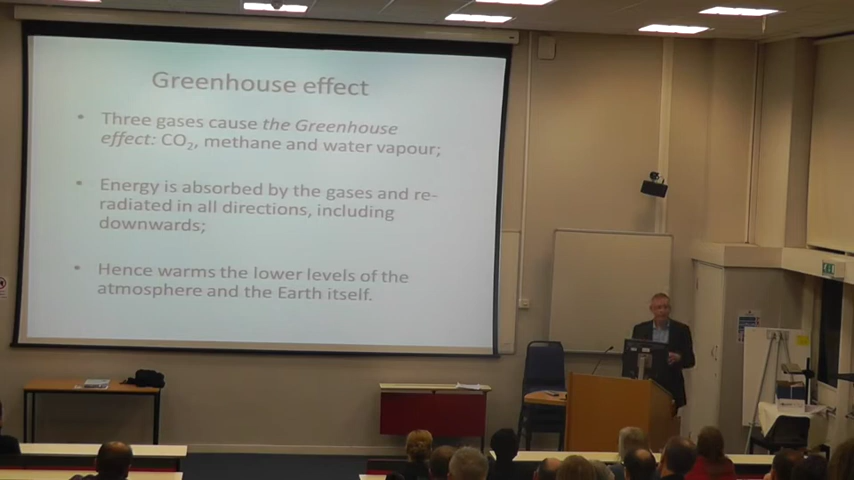 Greenhouse effect
• Three gases cause the Greenhouse
effect: CO₂, methane and water vapour;
• Energy is absorbed by the gases and re-
radiated in all directions, including
downwards;
• Hence warms the lower levels of the
atmosphere and the Earth itself.